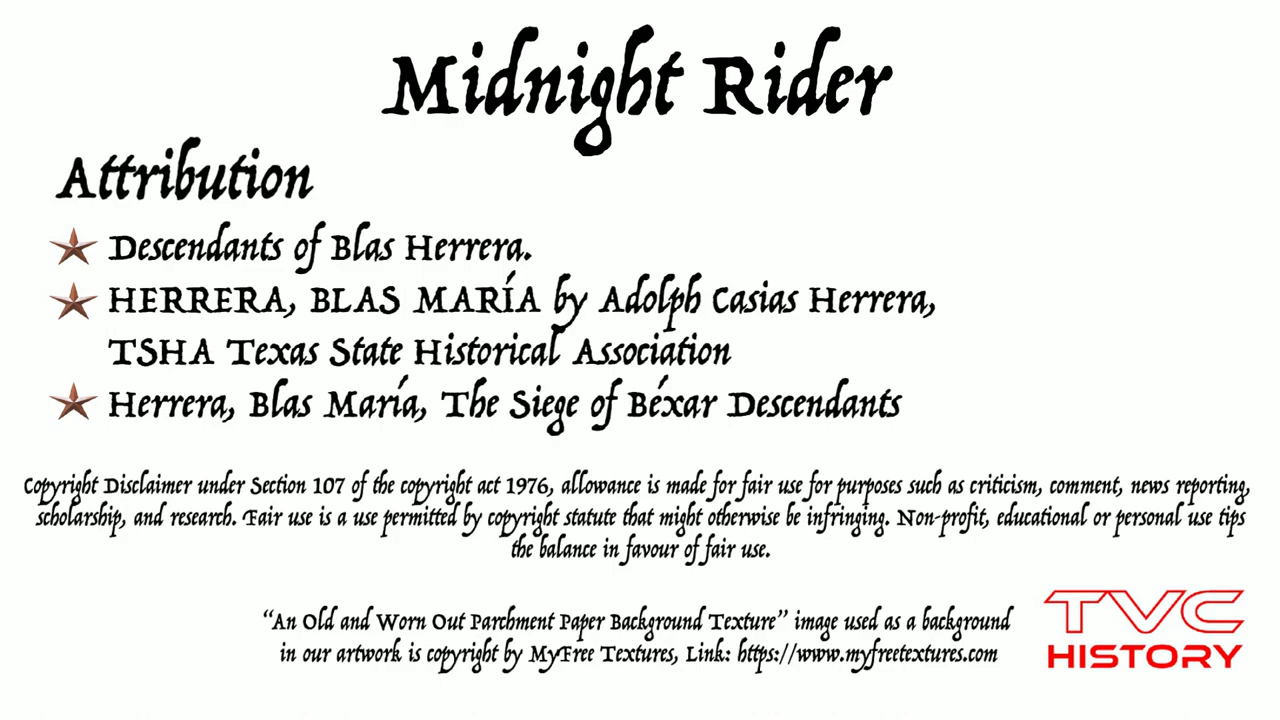 Midnight Rider
Attribution
Descendants of Blas Herrera.
HERRERA, BLAS MARÍA by Adolph Casias Herrera,
TSHA Texas State Historical Association
Herrera, Blas María, The Siege of Béxar Descendants
Copyright Disclaimer under Section 107 of the copyright act 1976, allowance is made for fair use for purposes such as criticism, comment, news reporting,
scholarship, and research. Fair use is a use permitted by copyright statute that might otherwise be infringing. Non-profit, educational or personal use tips
the balance in favour of fair use.
“An Old and Worn Out Parchment Paper Background Texture” image used as a background
in our artwork is copyright by MyFree Textures, Link: https://www.myfreetextures.com
TVC
HISTORY